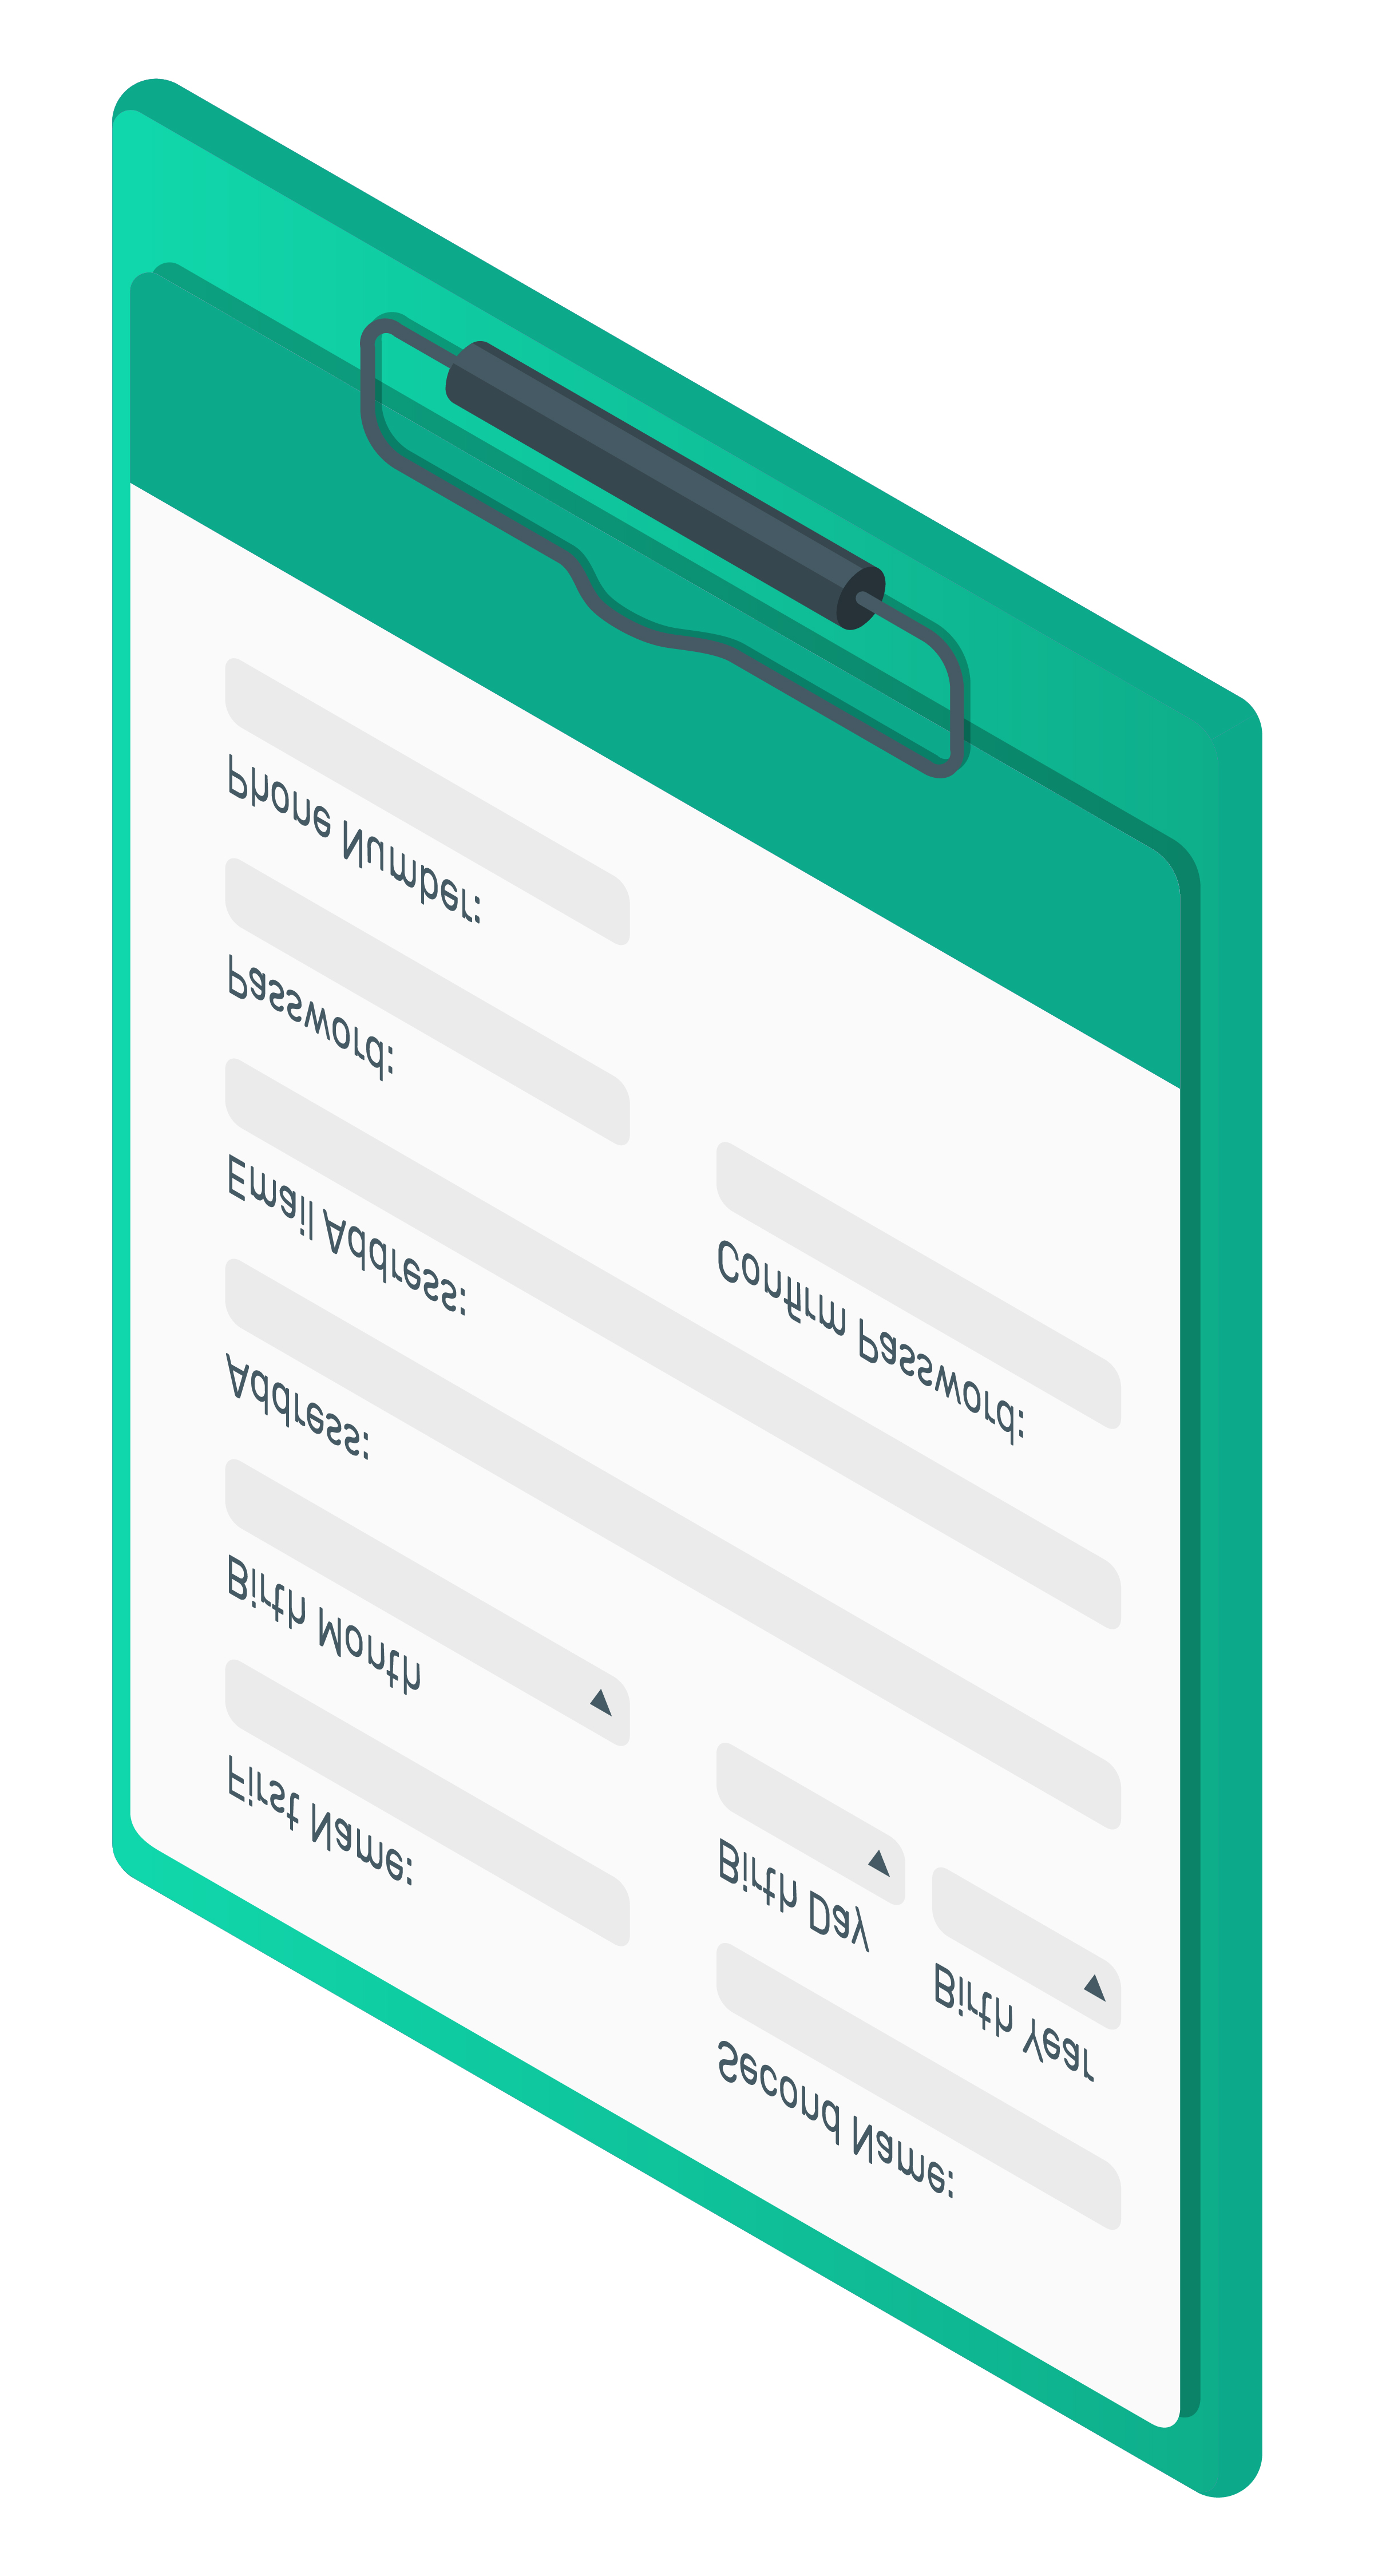 Phone Number:
Password:
Confirm Password:
Email Address:
Address:
Birth Month
Birth Day
Birth Year
First Name:
Second Name: